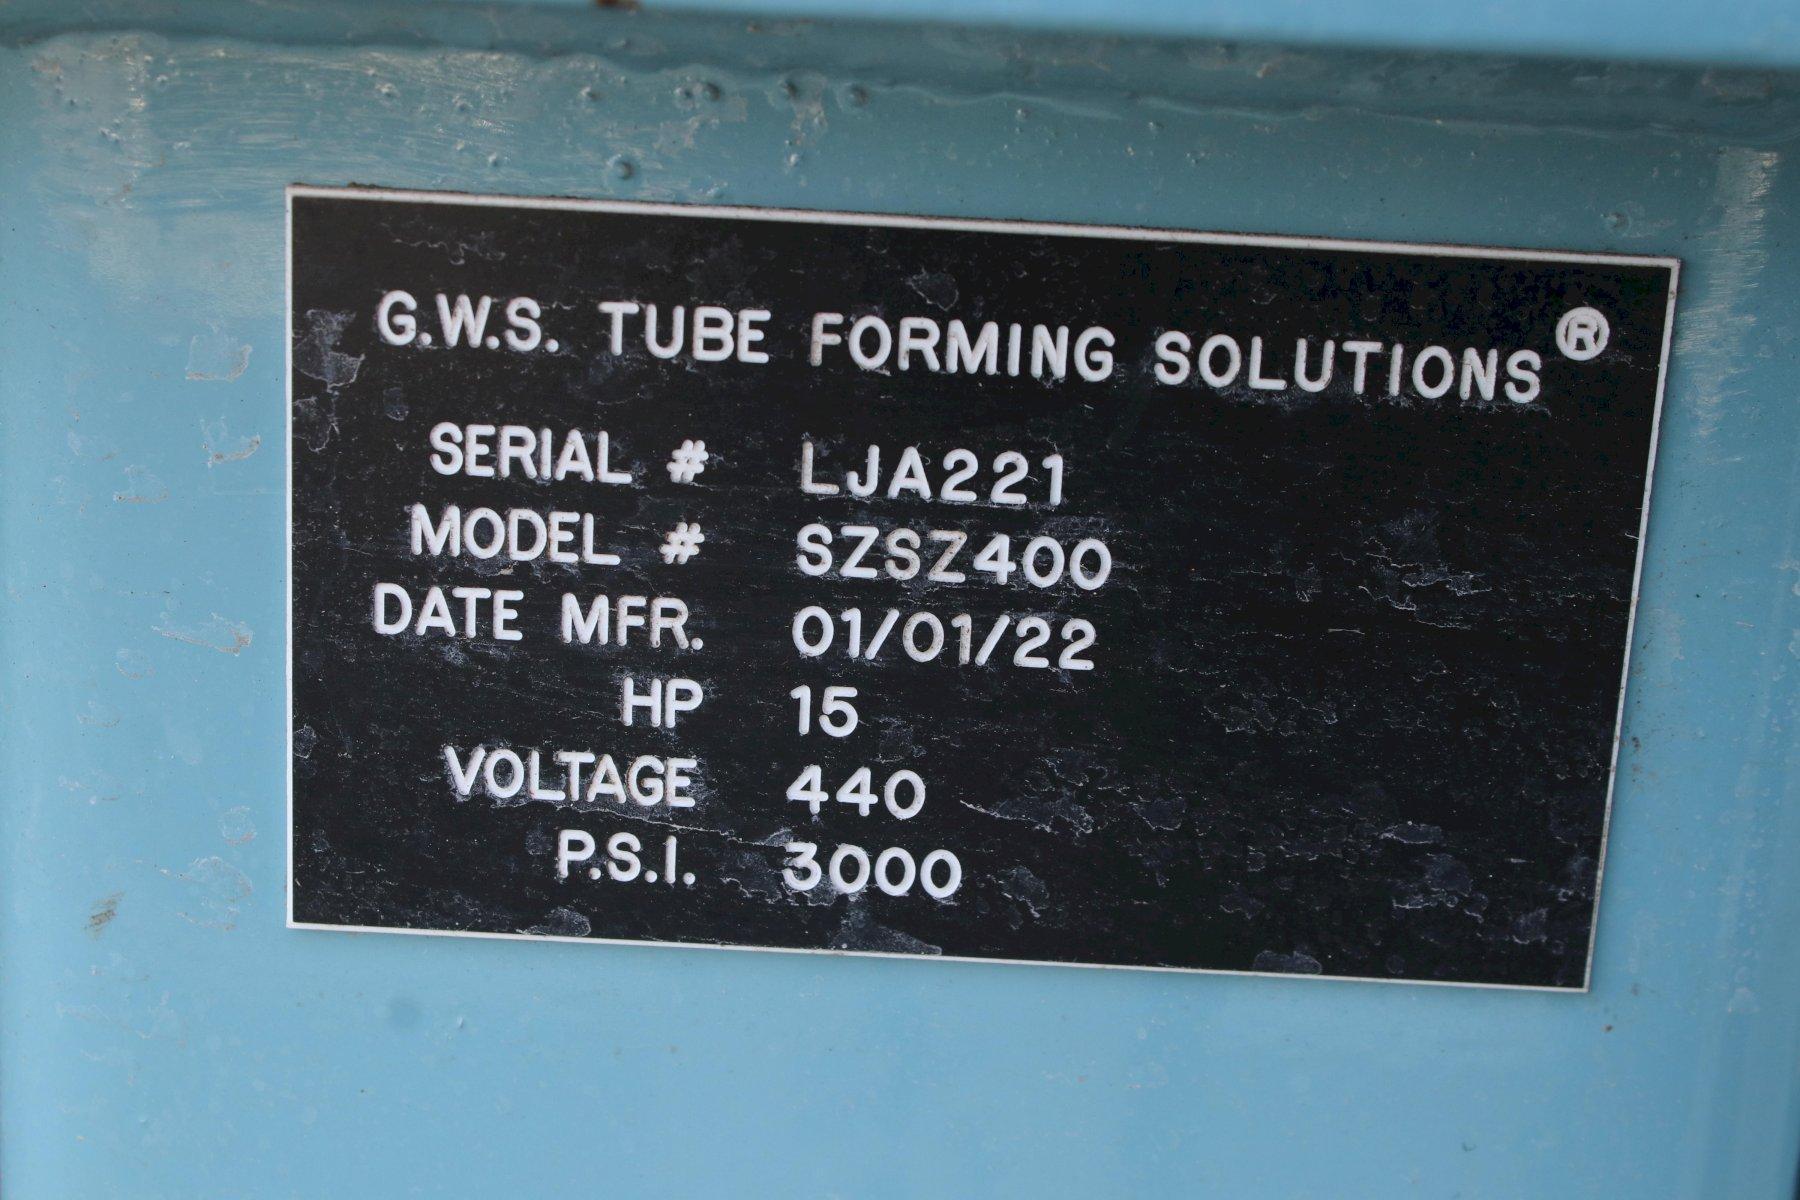 G.W.S. TUBE FORMING SOLUTIONS ®
SERIAL # LJA221
MODEL # SZSZ400
DATE MFR. 01/01/22
HP 15
VOLTAGE 440
P.S.I. 3000